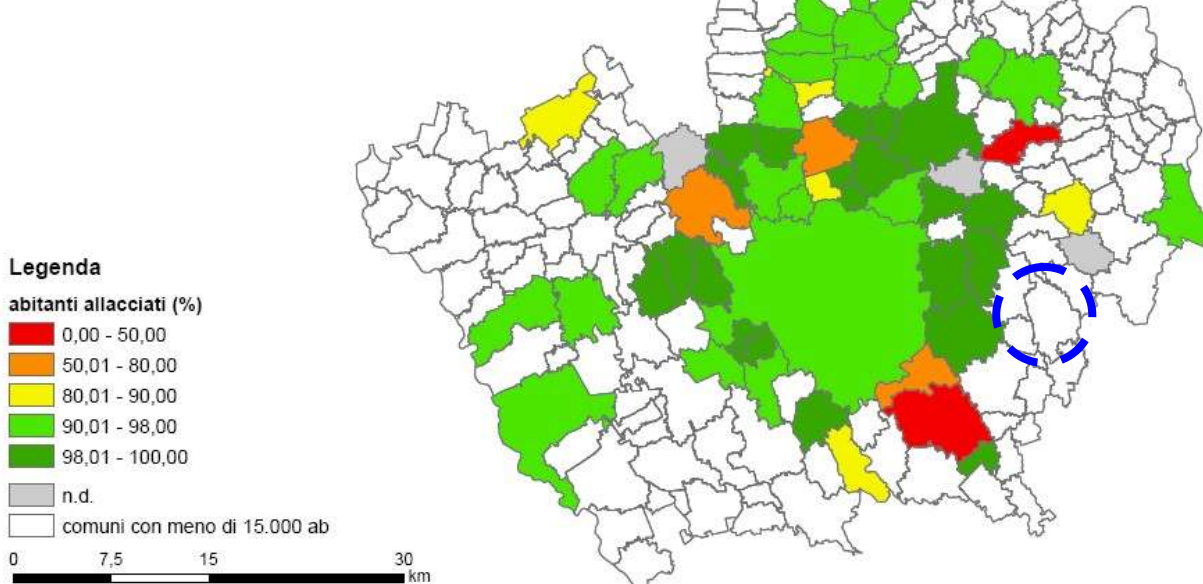 Legenda
abitanti allacciati (%)
0,00 - 50,00
50,01 - 80,00
80,01 - 90,00
90,01 - 98,00
98,01 - 100,00
n.d.
comuni con meno di 15.000 ab
0 7,5 15 30
km